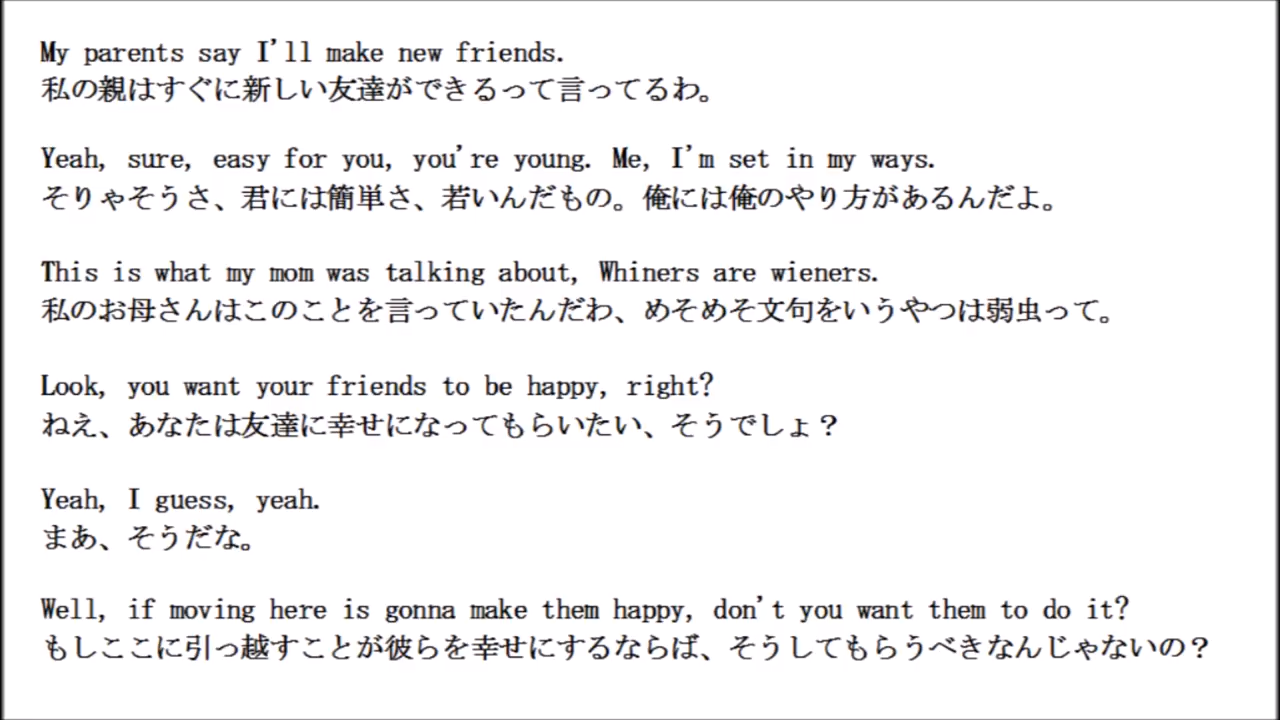 My parents say I'll make new friends.
私の親はすぐに新しい友達ができるって言ってるわ。
Yeah, sure, easy for you, you're young. Me, I'm set in my ways.
そりゃそうさ、君には簡単さ、若いんだもの。俺には俺のやり方があるんだよ。
This is what my mom was talking about, Whiners are wieners.
私のお母さんはこのことを言っていたんだわ、めそめそ文句をいうやつは弱虫って。
Look, you want your friends to be happy, right?
ねえ、あなたは友達に幸せになってもらいたい、そうでしょ？
Yeah, I guess, yeah.
まあ、そうだな。
Well, if moving here is gonna make them happy, don't you want them to do it?
もしここに引っ越すことが彼らを幸せにするならば、そうしてもらうべきなんじゃないの？